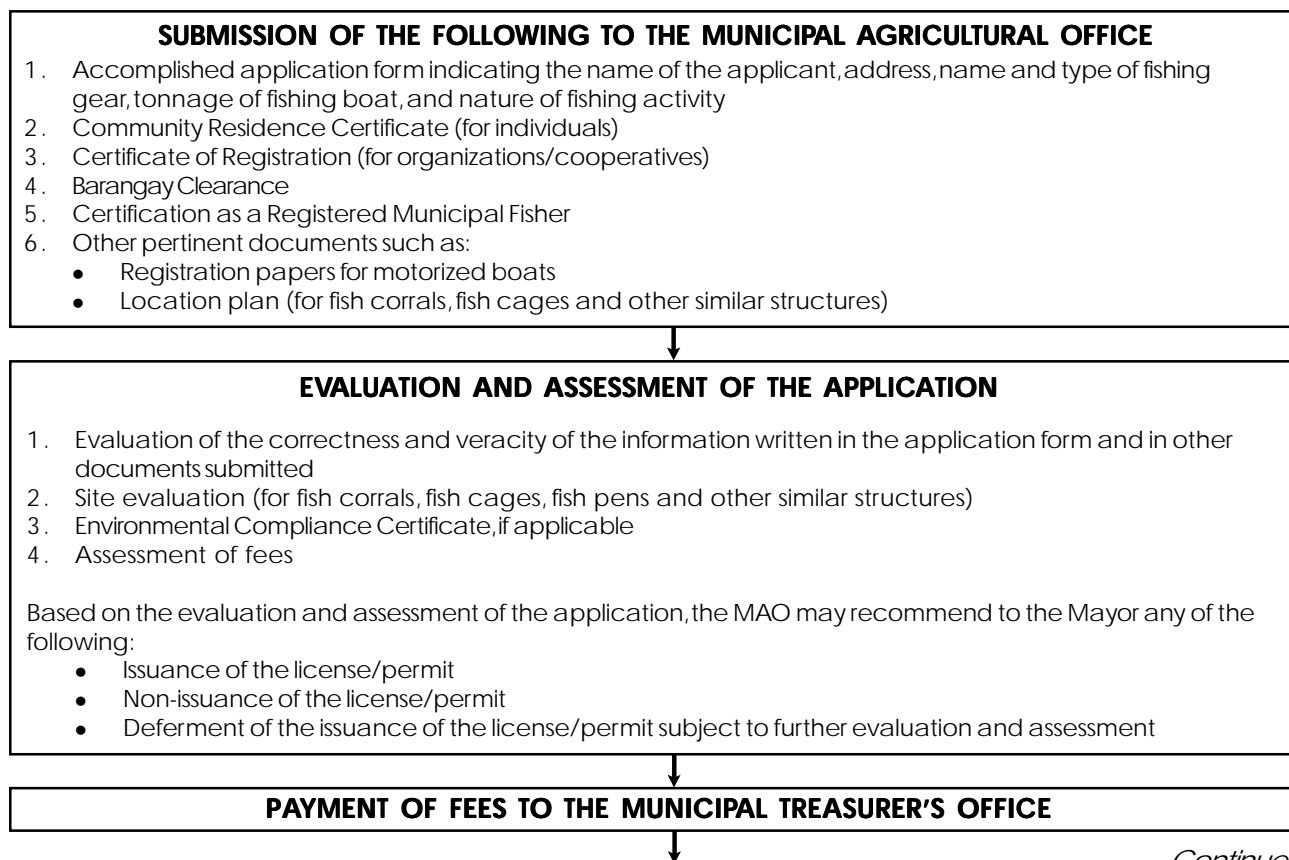 SUBMISSION OF THE FOLLOWING TO THE MUNICIPAL AGRICULTURAL OFFICE
1. Accomplished application form indicating the name of the applicant, address, name and type of fishing
gear, tonnage of fishing boat, and nature of fishing activity
2. Community Residence Certificate (for individuals)
3. Certificate of Registration (for organizations/cooperatives)
4. Barangay Clearance
5. Certification as a Registered Municipal Fisher
6. Other pertinent documents such as:
• Registration papers for motorized boats
• Location plan (for fish corrals, fish cages and other similar structures)
EVALUATION AND ASSESSMENT OF THE APPLICATION
1. Evaluation of the correctness and veracity of the information written in the application form and in other
documents submitted
2. Site evaluation (for fish corrals, fish cages, fish pens and other similar structures)
3. Environmental Compliance Certificate, if applicable
4. Assessment of fees
Based on the evaluation and assessment of the application, the MAO may recommend to the Mayor any of the
following:
• Issuance of the license/permit
• Non-issuance of the license/permit
• Deferment of the issuance of the license/permit subject to further evaluation and assessment
PAYMENT OF FEES TO THE MUNICIPAL TREASURER'S OFFICE
Continue